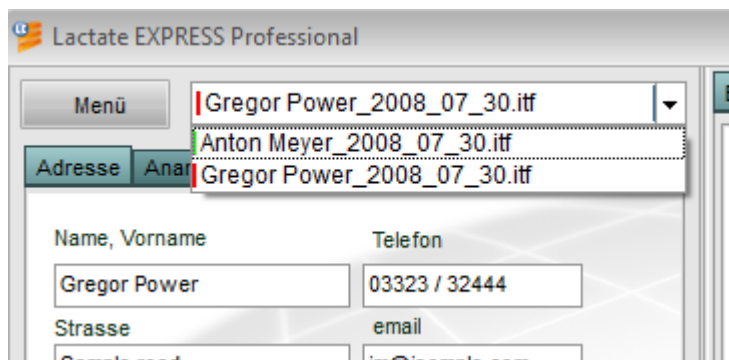 Lactate EXPRESS Professional
Menü
Gregor Power_2008_07_30.itf
Anton Meyer_2008_07_30.itf
Gregor Power_2008_07_30.itf
Adresse
Name, Vorname Telefon
Gregor Power 03323 / 32444
Strasse email